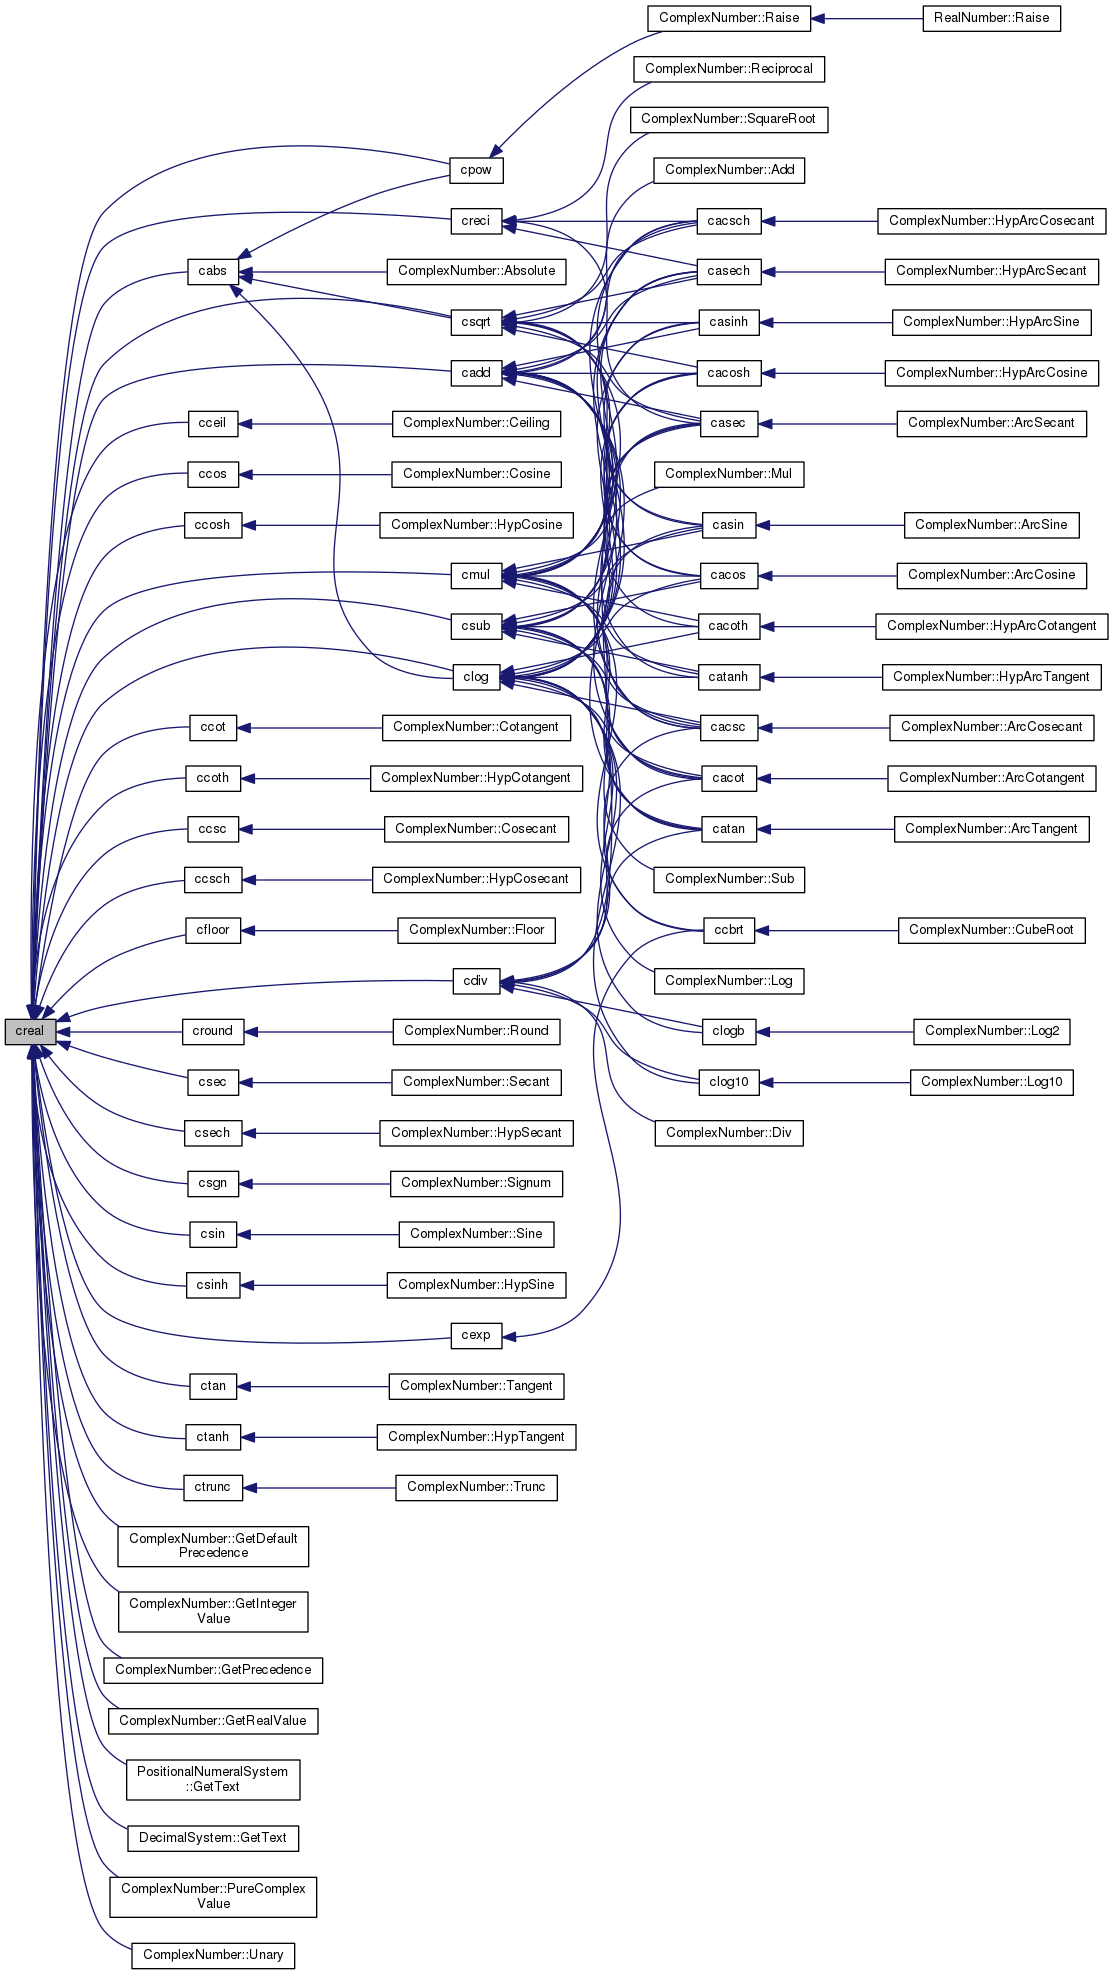 ComplexNumber::Raise
RealNumber::Raise
ComplexNumber::Reciprocal
ComplexNumber::SquareRoot
cpow
ComplexNumber::Add
creci
cacsch
ComplexNumber::HypArcCosecant
cabs
ComplexNumber::Absolute
casech
ComplexNumber::HypArcSecant
csqrt
casinh
ComplexNumber::HypArcSine
cadd
cacosh
ComplexNumber::HypArcCosine
cceil
ComplexNumber::Ceiling
casec
ComplexNumber::ArcSecant
ccos
ComplexNumber::Cosine
ComplexNumber::Mul
ccosh
ComplexNumber::HypCosine
casin
ComplexNumber::ArcSine
cmul
cacos
ComplexNumber::ArcCosine
csub
cacoth
ComplexNumber::HypArcCotangent
clog
catanh
ComplexNumber::HypArcTangent
ccot
ComplexNumber::Cotangent
cacsc
ComplexNumber::ArcCosecant
ccoth
ComplexNumber::HypCotangent
cacot
ComplexNumber::ArcCotangent
ccsc
ComplexNumber::Cosecant
catan
ComplexNumber::ArcTangent
ccsch
ComplexNumber::HypCosecant
ComplexNumber::Sub
cfloor
ComplexNumber::Floor
ccbrt
ComplexNumber::CubeRoot
cdiv
ComplexNumber::Log
creal
cround
ComplexNumber::Round
clogb
ComplexNumber::Log2
csec
ComplexNumber::Secant
clog10
ComplexNumber::Log10
csech
ComplexNumber::HypSecant
ComplexNumber::Div
csgn
ComplexNumber::Signum
csin
ComplexNumber::Sine
csinh
ComplexNumber::HypSine
cexp
ctan
ComplexNumber::Tangent
ctanh
ComplexNumber::HypTangent
ctrunc
ComplexNumber::Trunc
ComplexNumber::GetDefault
Precedence
ComplexNumber::GetInteger
Value
ComplexNumber::GetPrecedence
ComplexNumber::GetRealValue
PositionalNumeralSystem
::GetText
DecimalSystem::GetText
ComplexNumber::PureComplex
Value
ComplexNumber::Unary